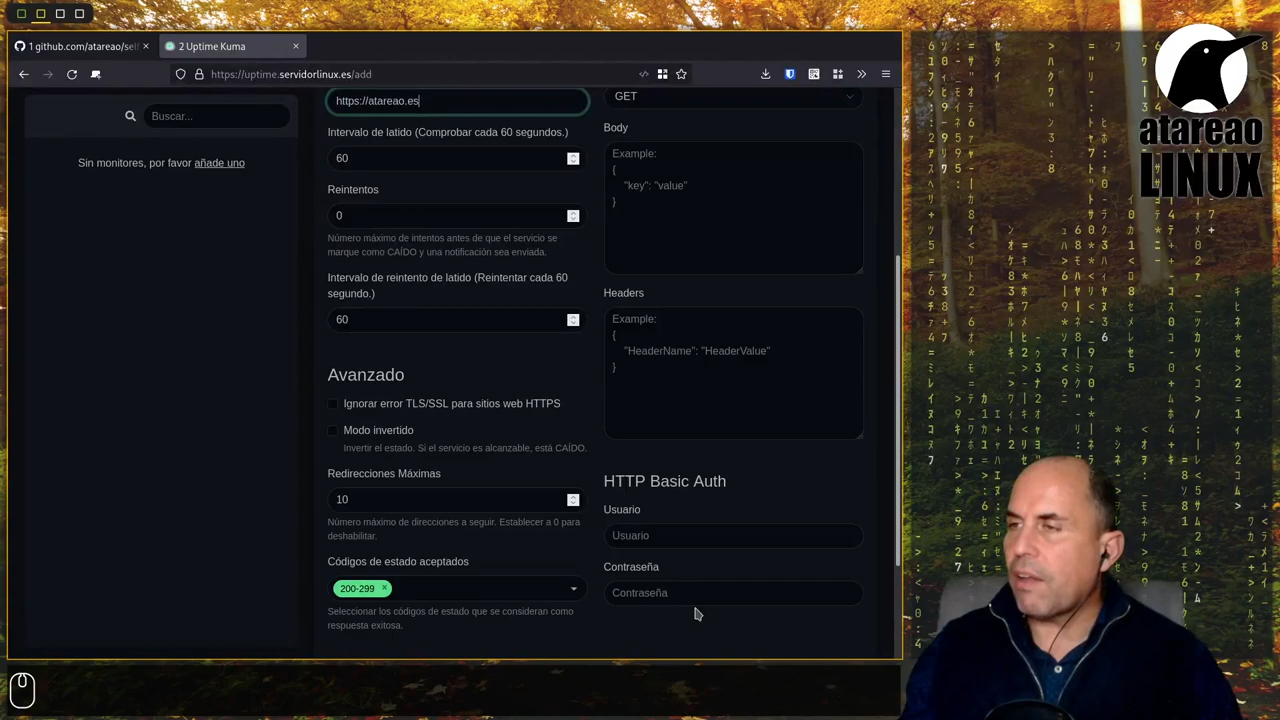 1 github.com/atareao/sel
2 Uptime Kuma
https://uptime.servidorlinux.es/add
Buscar...
Sin monitores, por favor añade uno
https://atareao.es
Intervalo de latido (Comprobar cada 60 segundos.)
60
Reintentos
0
Número máximo de intentos antes de que el servicio se
marque como CAÍDO y una notificación sea enviada.
Intervalo de reintento de latido (Reintentar cada 60
segundo.)
60
Avanzado
Ignorar error TLS/SSL para sitios web HTTPS
Modo invertido
Invertir el estado. Si el servicio es alcanzable, está CAÍDO.
Redirecciones Máximas
10
Número máximo de direcciones a seguir. Establecer a 0 para
deshabilitar.
Códigos de estado aceptados
200-299
Seleccionar los códigos de estado que se consideran como
respuesta exitosa.
GET
Body
Example:
{
"key": "value"
}
Headers
Example:
{
"HeaderName": "HeaderValue"
}
HTTP Basic Auth
Usuario
Usuario
Contraseña
Contraseña
atareao
LINUX